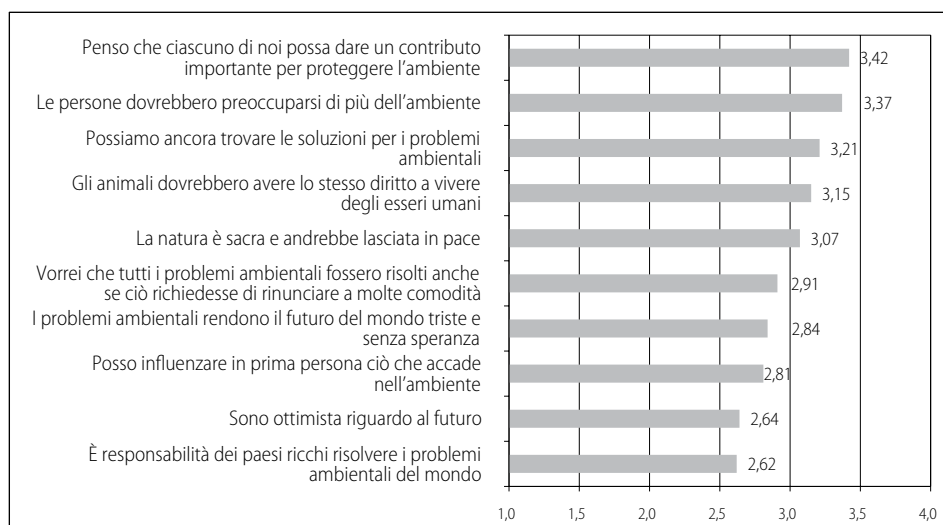 Penso che ciascuno di noi possa dare un contributo
importante per proteggere l’ambiente
3,42
Le persone dovrebbero preoccuparsi di più dell’ambiente
3,37
Possiamo ancora trovare le soluzioni per i problemi
ambientali
3,21
Gli animali dovrebbero avere lo stesso diritto a vivere
degli esseri umani
3,15
La natura è sacra e andrebbe lasciata in pace
3,07
Vorrei che tutti i problemi ambientali fossero risolti anche
se ciò richiedesse di rinunciare a molte comodità
2,91
I problemi ambientali rendono il futuro del mondo triste e
senza speranza
2,84
Posso influenzare in prima persona ciò che accade
nell’ambiente
2,81
Sono ottimista riguardo al futuro
2,64
È responsabilità dei paesi ricchi risolvere i problemi
ambientali del mondo
2,62
1,0 1,5 2,0 2,5 3,0 3,5 4,0